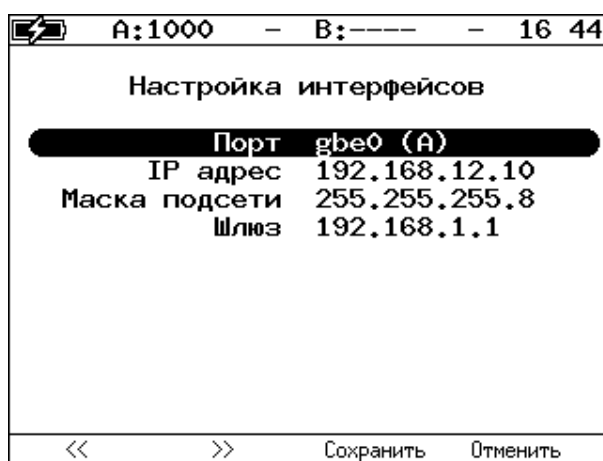 A:1000 – B:---- – 16 44
Настройка интерфейсов
Порт gbe0 (A)
IP адрес 192.168.12.10
Маска подсети 255.255.255.8
Шлюз 192.168.1.1
<< >> Сохранить Отменить